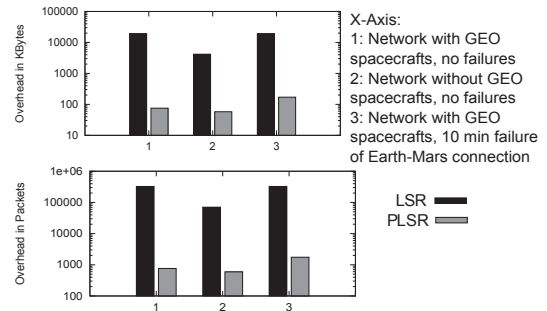 Overhead in KBytes
100000
10000
1000
100
10
1 2 3
X-Axis:
1: Network with GEO
spacecrafts, no failures
2: Network without GEO
spacecrafts, no failures
3: Network with GEO
spacecrafts, 10 min failure
of Earth-Mars connection
Overhead in Packets
1e+06
100000
10000
1000
100
1 2 3
LSR
PLSR